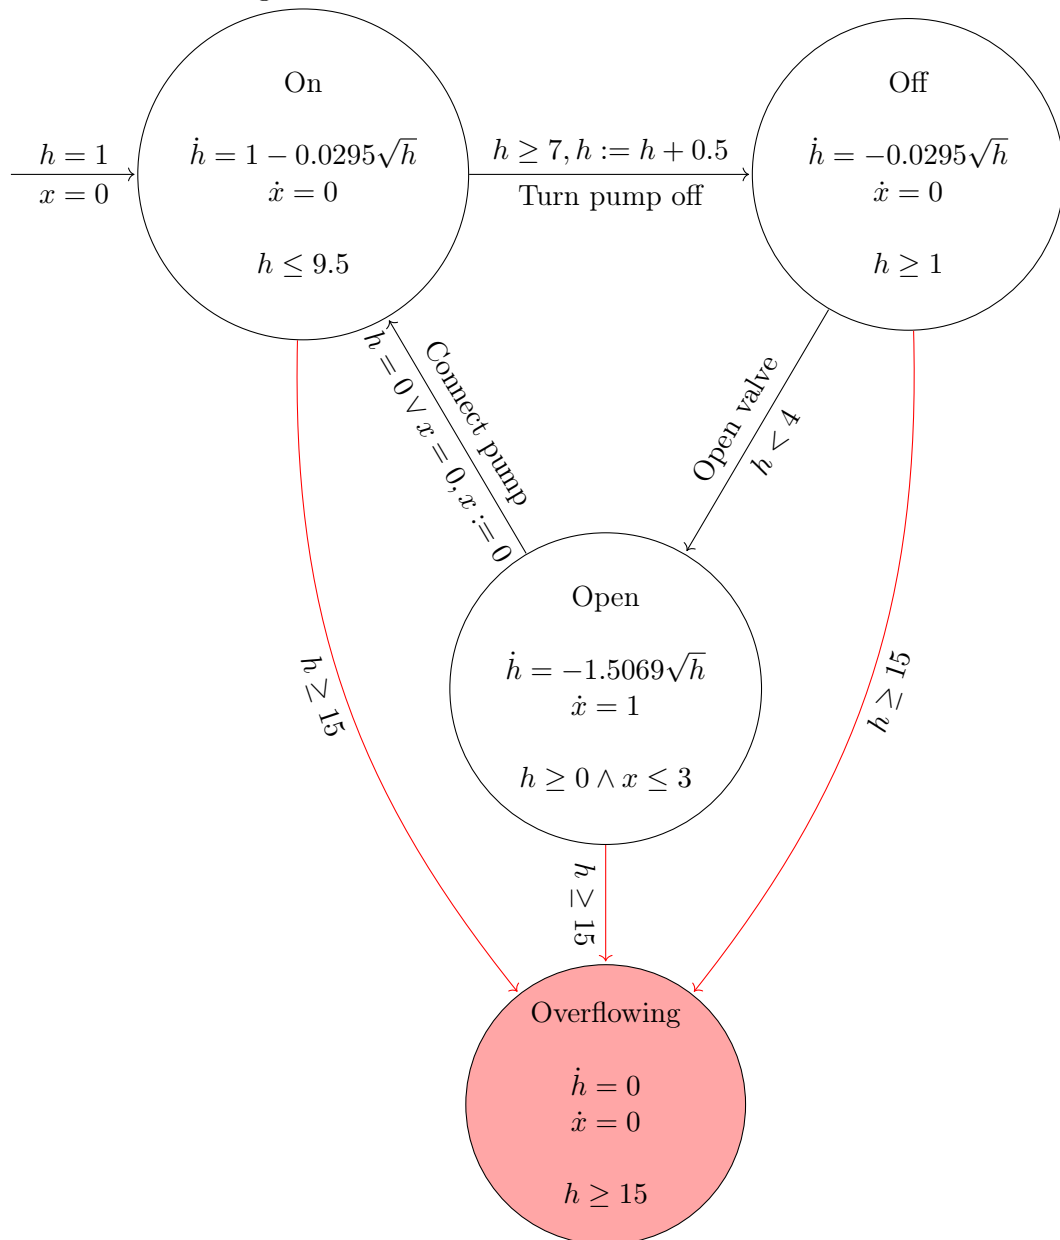 On
ḣ = 1 − 0.0295√h
ẋ = 0
h ≤ 9.5
h = 1
x = 0
h ≥ 7, h := h + 0.5
Turn pump off
Off
ḣ = −0.0295√h
ẋ = 0
h ≥ 1
Connect pump
h = 0 ∨ x = 0, x := 0
Open valve
h < 4
Open
ḣ = −1.5069√h
ẋ = 1
h ≥ 0 ∧ x ≤ 3
h ≥ 15
h ≥ 15
h ≥ 15
Overflowing
ḣ = 0
ẋ = 0
h ≥ 15